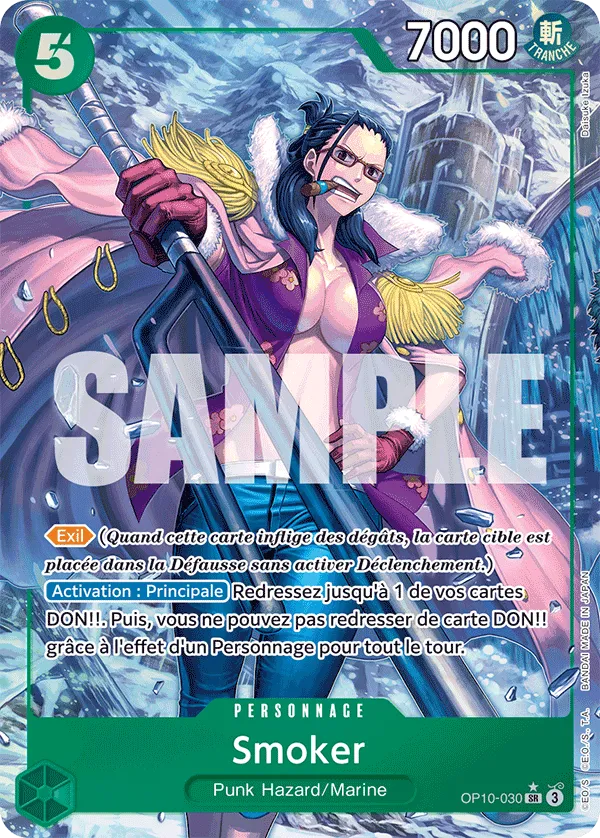 5
7000
斬
TRANCHE
Daisuke Izuka
SAMPLE
Exil (Quand cette carte inflige des dégâts, la carte cible est
placée dans la Défausse sans activer Déclenchement.)
Activation : Principale Redressez jusqu'à 1 de vos cartes
DON!!. Puis, vous ne pouvez pas redresser de carte DON!!
grâce à l'effet d'un Personnage pour tout le tour.
PERSONNAGE
Smoker
Punk Hazard/Marine
OP10-030 SR 3
©E.O/S. ©E.O./S., T.A. BANDAI MADE IN JAPAN